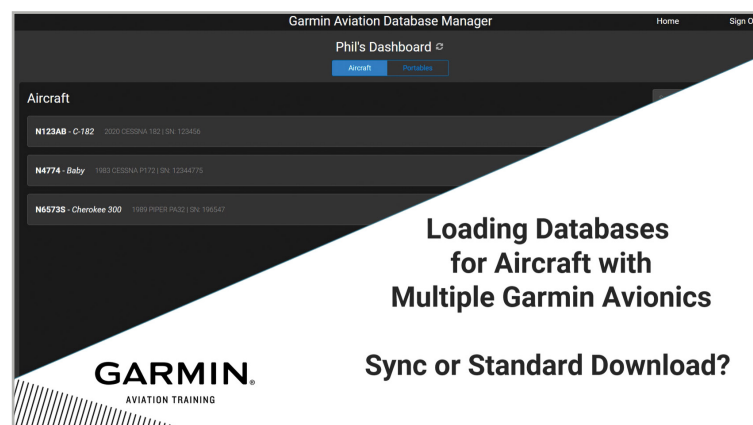 Garmin Aviation Database Manager
Home
Sign O
Phil's Dashboard
Aircraft
Portables
Aircraft
N123AB - C-182 2020 CESSNA 182 | SN: 123456
N4774 - Baby 1983 CESSNA P172 | SN: 12344775
N6573S - Cherokee 300 1989 PIPER PA32 | SN: 196547
Loading Databases
for Aircraft with
Multiple Garmin Avionics
Sync or Standard Download?
GARMIN®
AVIATION TRAINING